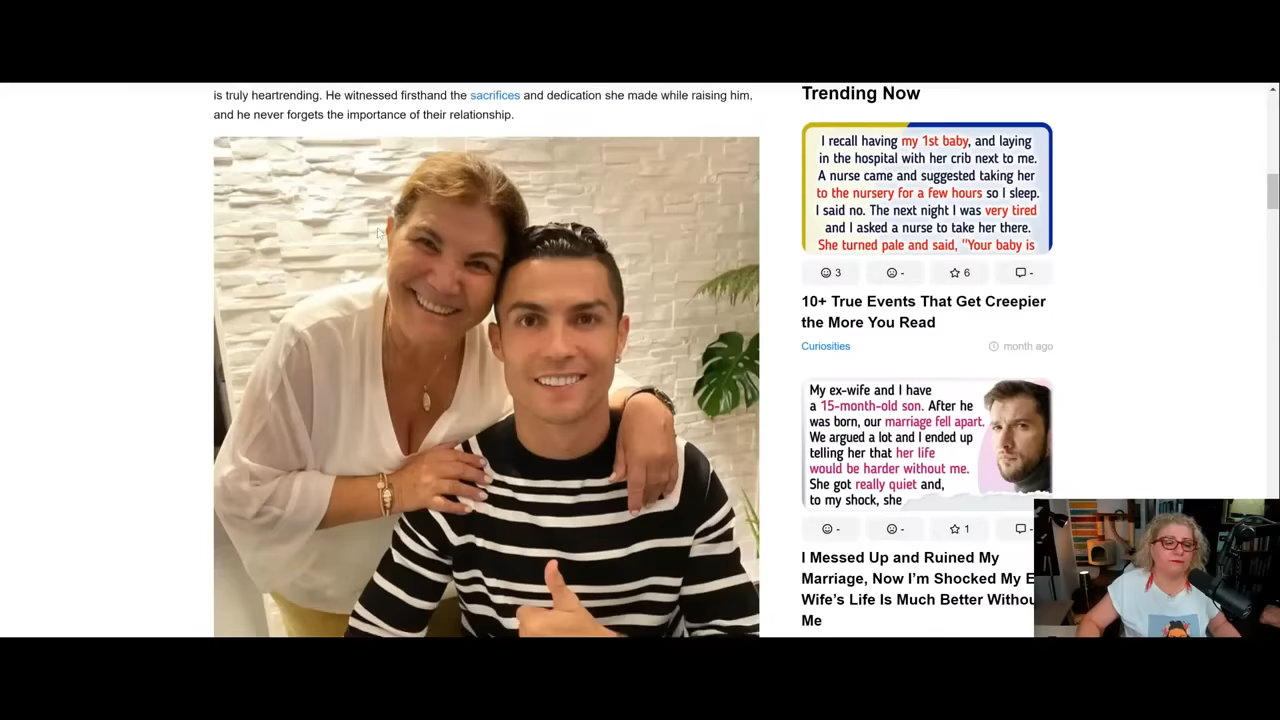 is truly heartrending. He witnessed firsthand the sacrifices and dedication she made while raising him,
and he never forgets the importance of their relationship.
Trending Now
I recall having my 1st baby, and laying
in the hospital with her crib next to me.
A nurse came and suggested taking her
to the nursery for a few hours so I sleep.
I said no. The next night I was very tired
and I asked a nurse to take her there.
She turned pale and said, "Your baby is
3 - 6 -
10+ True Events That Get Creepier
the More You Read
Curiosities month ago
My ex-wife and I have
a 15-month-old son. After he
was born, our marriage fell apart.
We argued a lot and I ended up
telling her that her life
would be harder without me.
She got really quiet and,
to my shock, she
- - 1 -
I Messed Up and Ruined My
Marriage, Now I'm Shocked My E
Wife's Life Is Much Better Withou
Me